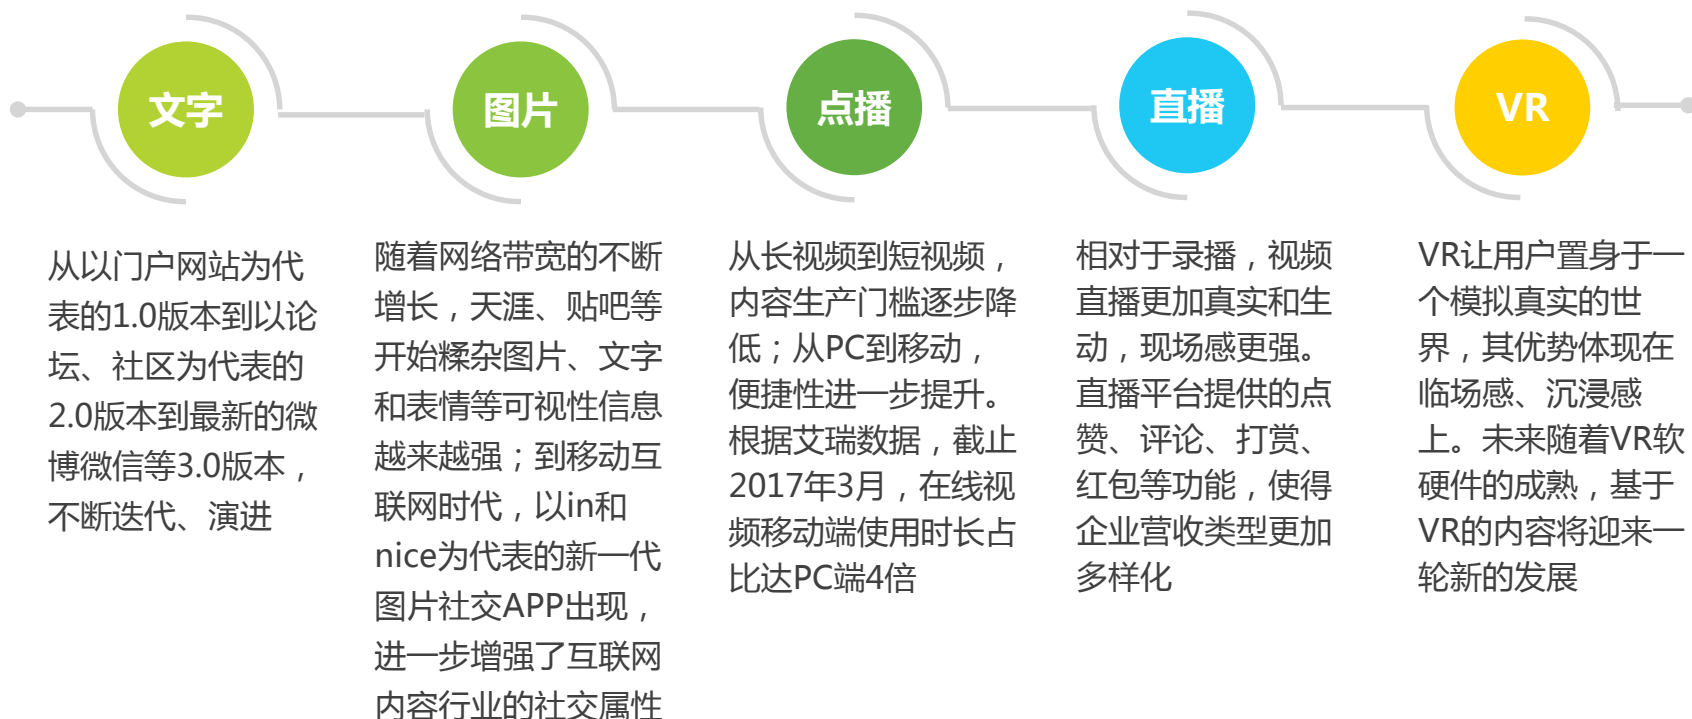 文字
图片
点播
直播
VR
从以门户网站为代
表的1.0版本到以论
坛、社区为代表的
2.0版本到最新的微
博微信等3.0版本，
不断迭代、演进
随着网络带宽的不断
增长，天涯、贴吧等
开始糅杂图片、文字
和表情等可视性信息
越来越强；到移动互
联网时代，以in和
nice为代表的新一代
图片社交APP出现，
进一步增强了互联网
内容行业的社交属性
从长视频到短视频，
内容生产门槛逐步降
低；从PC到移动，
便捷性进一步提升。
根据艾瑞数据，截止
2017年3月，在线视
频移动端使用时长占
比达PC端4倍
相对于录播，视频
直播更加真实和生
动，现场感更强。
直播平台提供的点
赞、评论、打赏、
红包等功能，使得
企业营收类型更加
多样化
VR让用户置身于一
个模拟真实的世
界，其优势体现在
临场感、沉浸感
上。未来随着VR软
硬件的成熟，基于
VR的内容将迎来一
轮新的发展